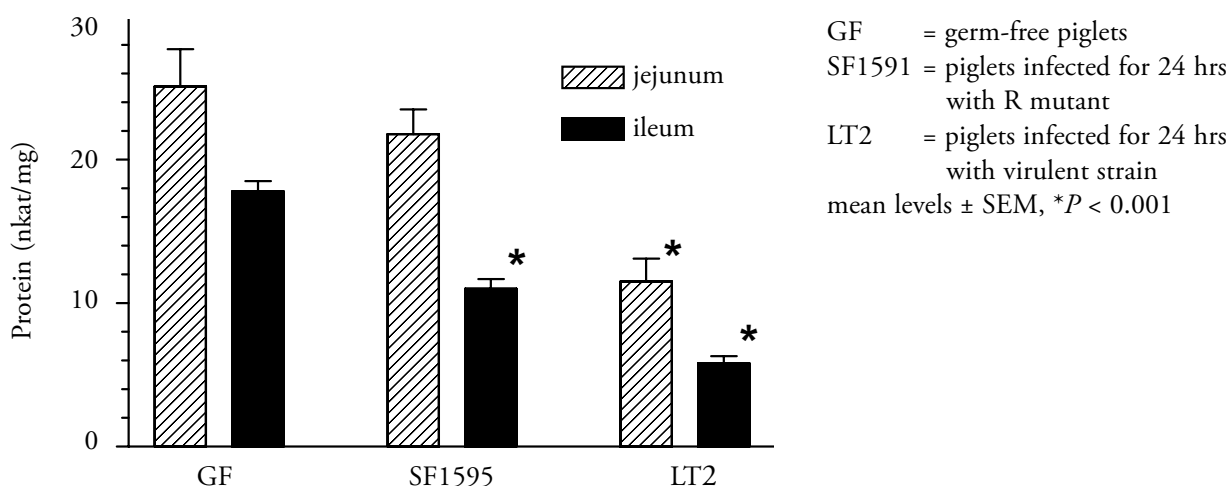 30
20
10
0
Protein (nkat/mg)
jejunum
ileum
*
*
*
GF
SF1595
LT2
GF = germ-free piglets
SF1591 = piglets infected for 24 hrs
with R mutant
LT2 = piglets infected for 24 hrs
with virulent strain
mean levels ± SEM, *P < 0.001